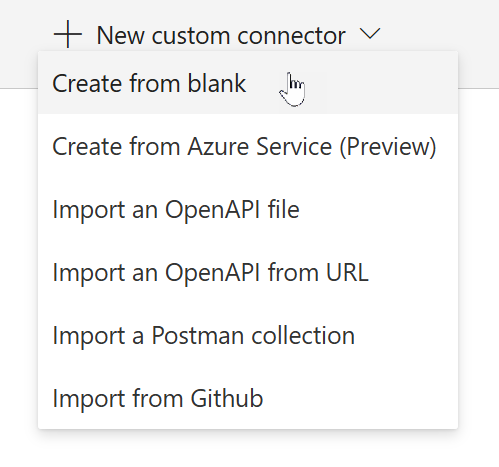 New custom connector
Create from blank
Create from Azure Service (Preview)
Import an OpenAPI file
Import an OpenAPI from URL
Import a Postman collection
Import from Github